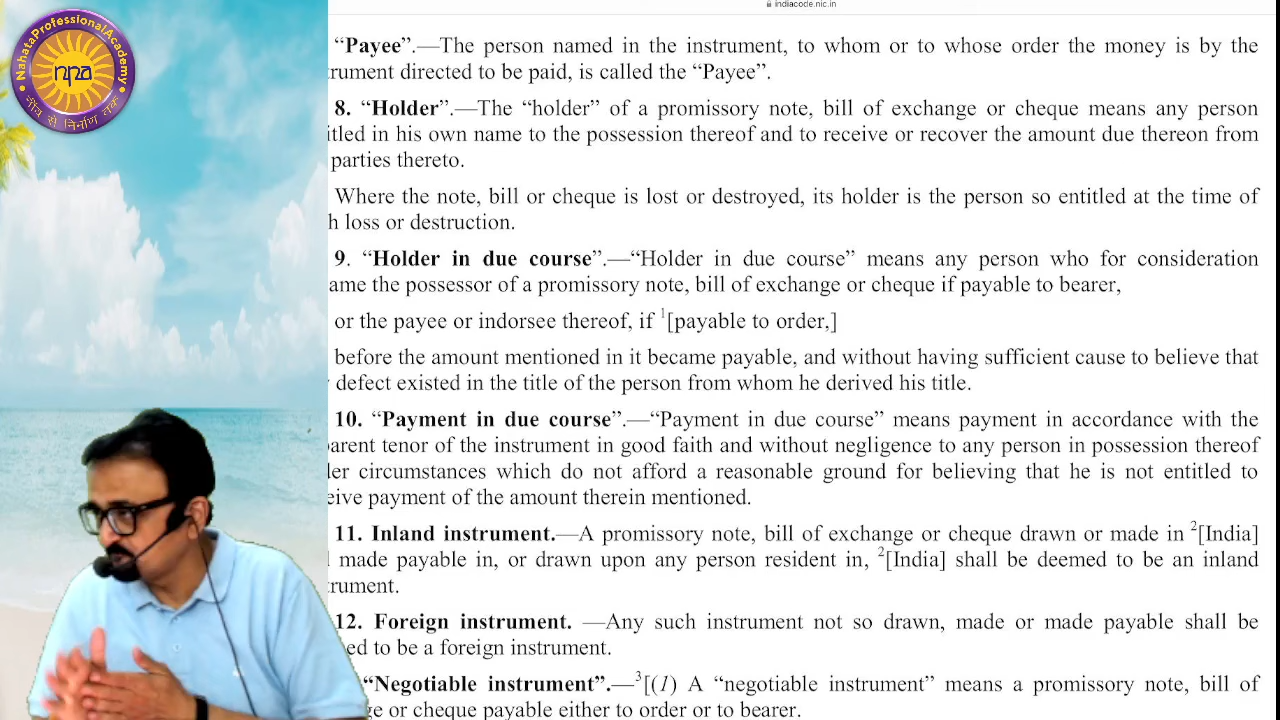 indiacode.nic.in
NahataProfessionalAcademy
npa
नींव से निर्माण तक
“Payee”.—The person named in the instrument, to whom or to whose order the money is by the
rument directed to be paid, is called the “Payee”.
8. “Holder”.—The “holder” of a promissory note, bill of exchange or cheque means any person
itled in his own name to the possession thereof and to receive or recover the amount due thereon from
parties thereto.
Where the note, bill or cheque is lost or destroyed, its holder is the person so entitled at the time of
h loss or destruction.
9. “Holder in due course”.—“Holder in due course” means any person who for consideration
ame the possessor of a promissory note, bill of exchange or cheque if payable to bearer,
or the payee or indorsee thereof, if 1[payable to order,]
before the amount mentioned in it became payable, and without having sufficient cause to believe that
defect existed in the title of the person from whom he derived his title.
10. “Payment in due course”.—“Payment in due course” means payment in accordance with the
arent tenor of the instrument in good faith and without negligence to any person in possession thereof
er circumstances which do not afford a reasonable ground for believing that he is not entitled to
eive payment of the amount therein mentioned.
11. Inland instrument.—A promissory note, bill of exchange or cheque drawn or made in 2[India]
made payable in, or drawn upon any person resident in, 2[India] shall be deemed to be an inland
rument.
12. Foreign instrument. —Any such instrument not so drawn, made or made payable shall be
ed to be a foreign instrument.
“Negotiable instrument”.—3[(1) A “negotiable instrument” means a promissory note, bill of
ge or cheque payable either to order or to bearer.